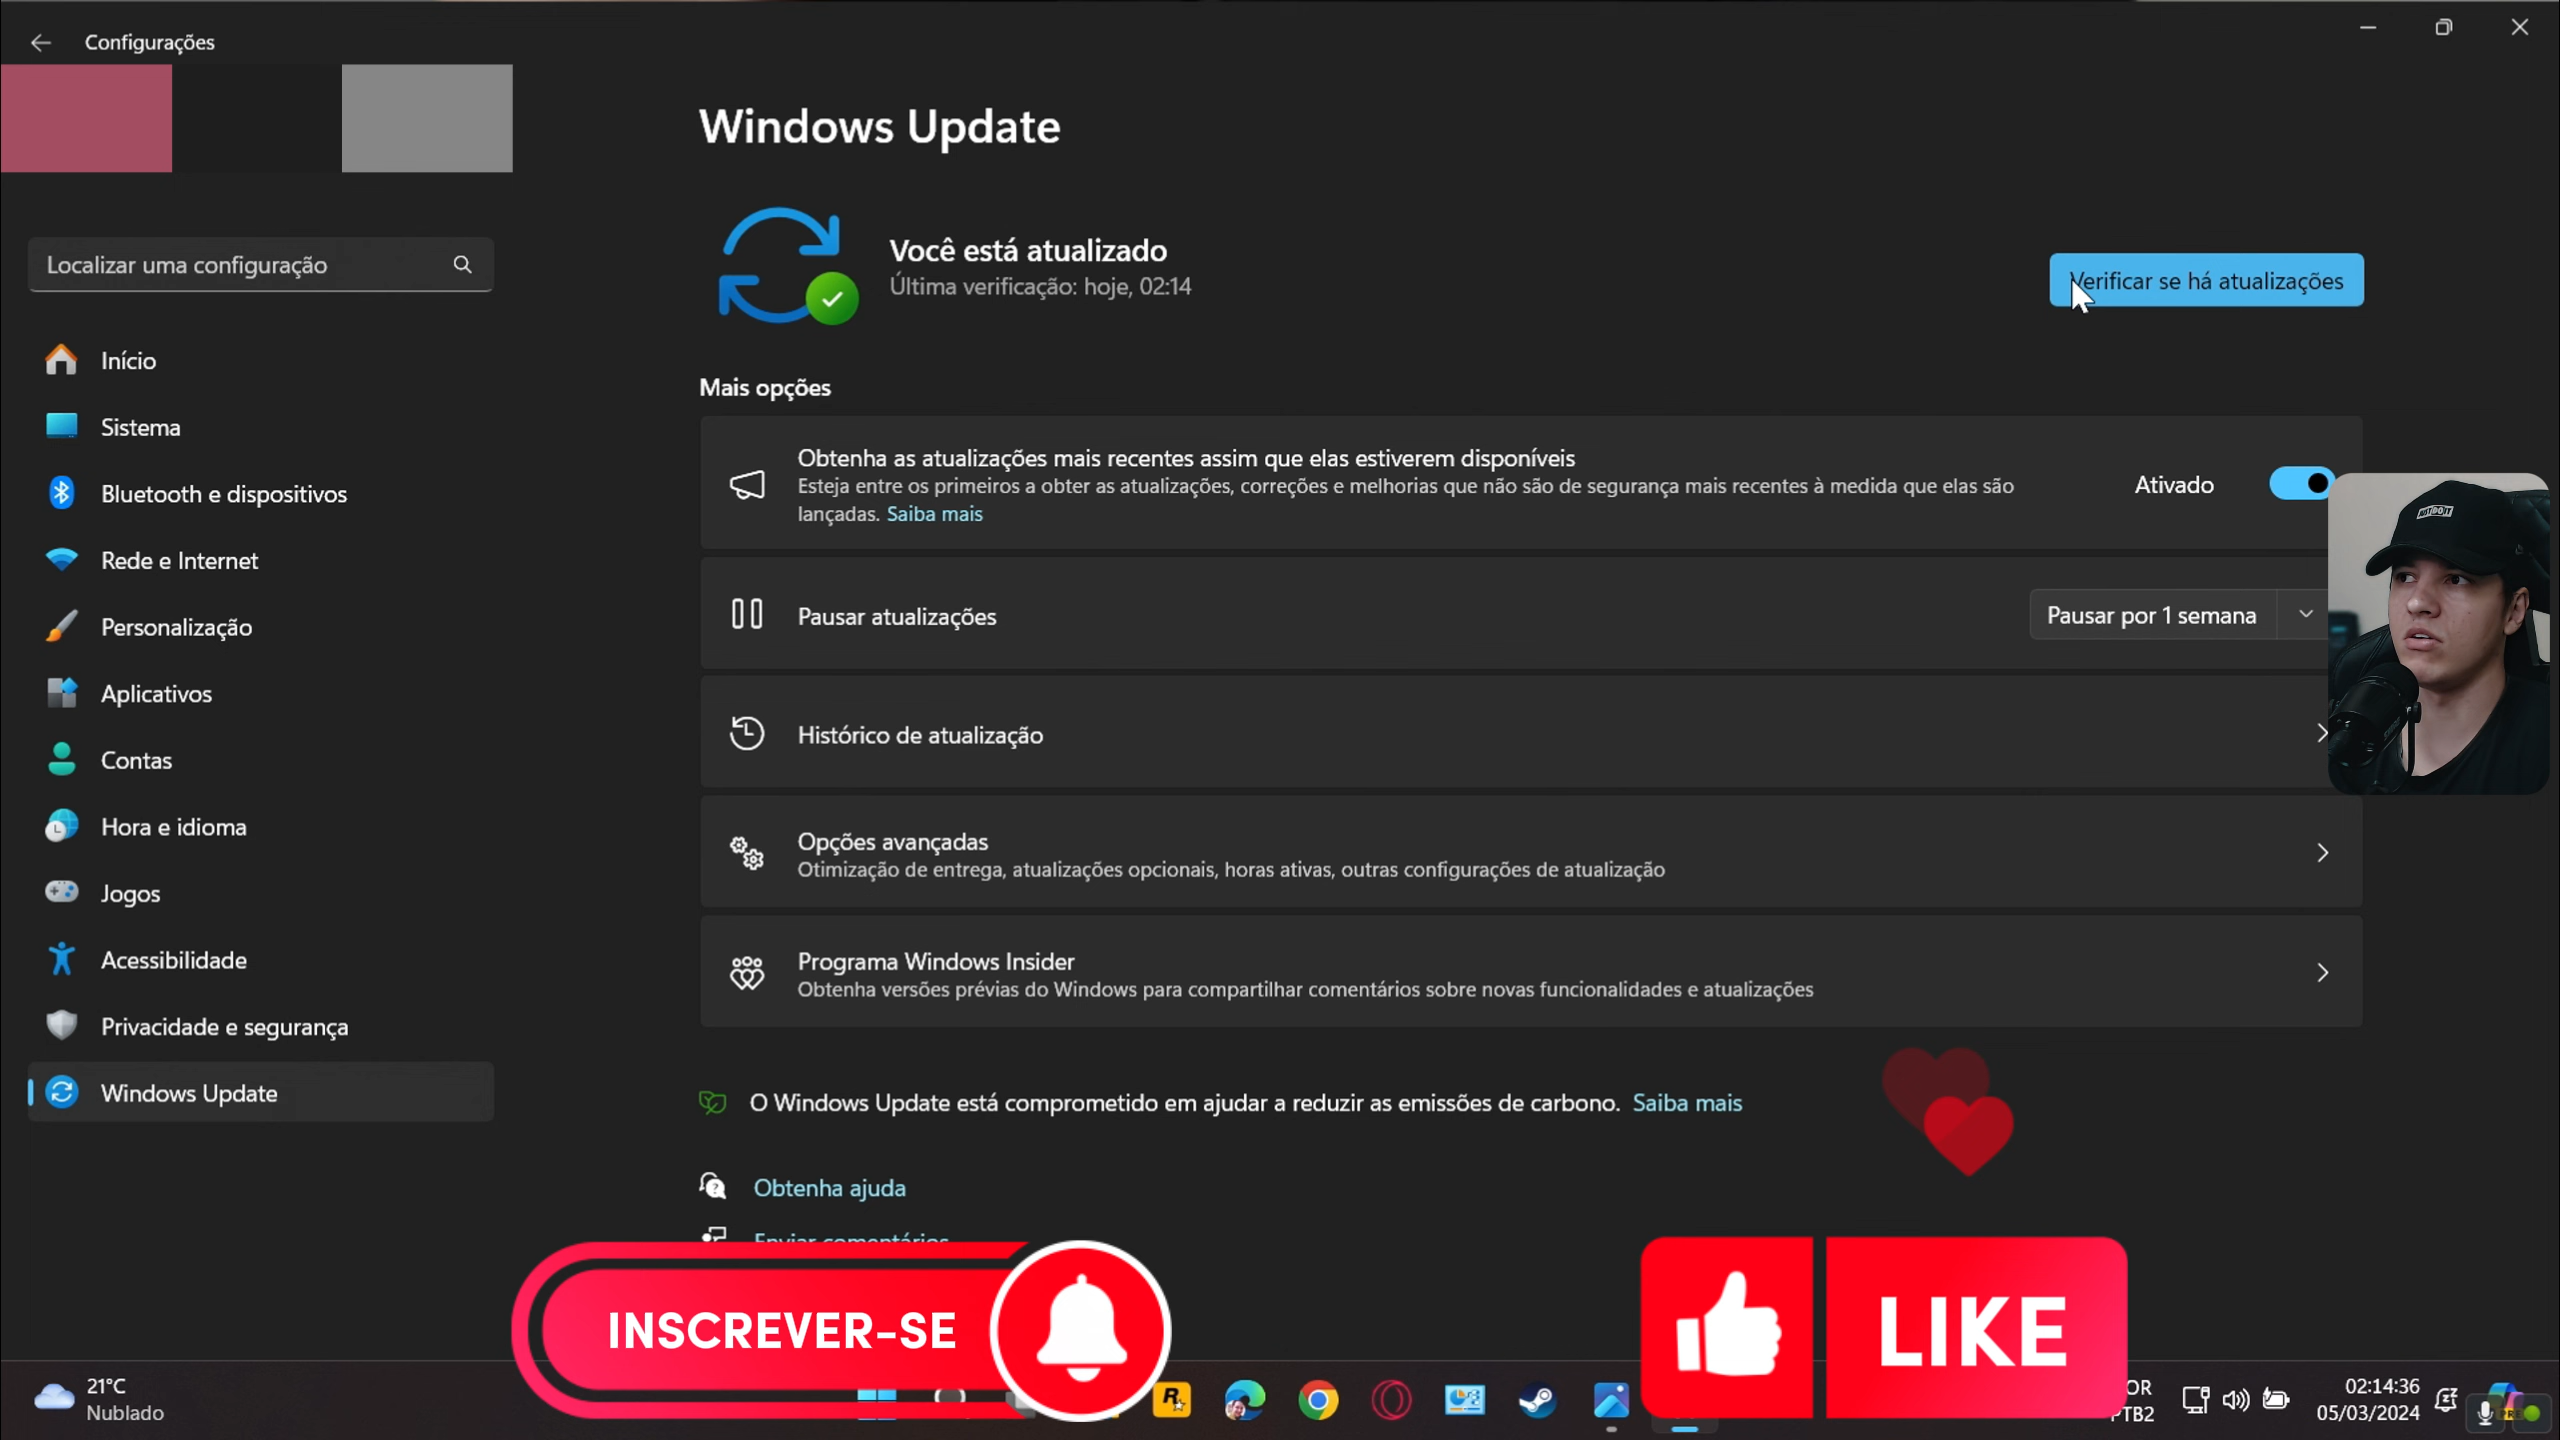 Configurações
Windows Update
Localizar uma configuração
Você está atualizado
Última verificação: hoje, 02:14
Verificar se há atualizações
Início
Sistema
Bluetooth e dispositivos
Rede e Internet
Personalização
Aplicativos
Contas
Hora e idioma
Jogos
Acessibilidade
Privacidade e segurança
Windows Update
Mais opções
Obtenha as atualizações mais recentes assim que elas estiverem disponíveis
Esteja entre os primeiros a obter as atualizações, correções e melhorias que não são de segurança mais recentes à medida que elas são
lançadas. Saiba mais
Ativado
Pausar atualizações
Pausar por 1 semana
Histórico de atualização
Opções avançadas
Otimização de entrega, atualizações opcionais, horas ativas, outras configurações de atualização
Programa Windows Insider
Obtenha versões prévias do Windows para compartilhar comentários sobre novas funcionalidades e atualizações
O Windows Update está comprometido em ajudar a reduzir as emissões de carbono. Saiba mais
Obtenha ajuda
Enviar comentários
INSCREVER-SE
LIKE
21°C
Nublado
OR
PTB2
02:14:36
05/03/2024